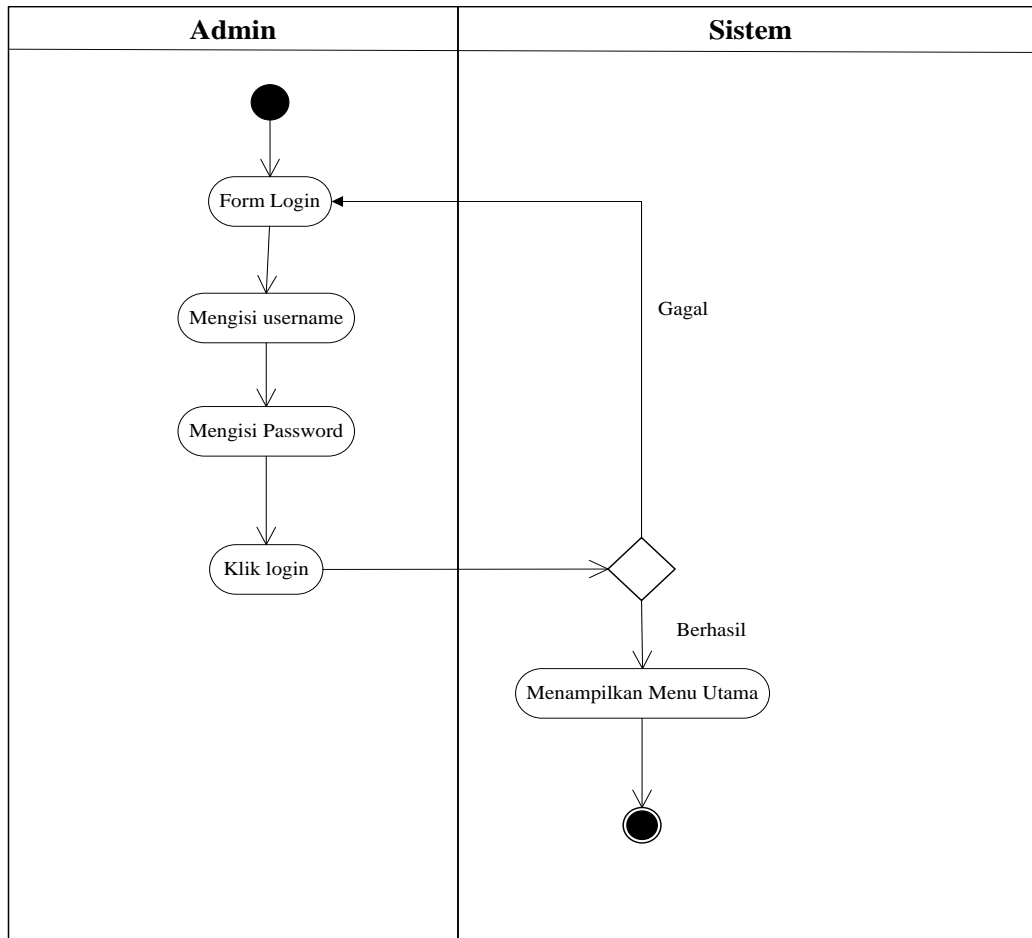 Admin
Sistem
Form Login
Mengisi username
Gagal
Mengisi Password
Klik login
Berhasil
Menampilkan Menu Utama